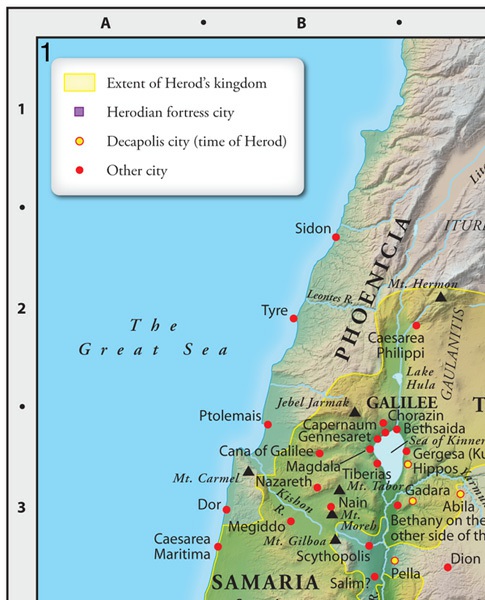 A
B
1
1
2
3
Extent of Herod's kingdom
Herodian fortress city
Decapolis city (time of Herod)
Other city
Sidon
PHOENICIA
Mt. Hermon
Leontes R.
Tyre
The
Great Sea
Caesarea
Philippi
GAULANITIS
Lake
Hula
Jebel Jarmak
GALILEE
Ptolemais
Chorazin
Capernaum
Bethsaida
Gennesaret
Sea of Kinner
Cana of Galilee
Gergesa (Ku
Magdala
Hippos
Mt. Carmel
Tiberias
Nazareth
Mt. Tabor
Gadara
Kishon
R.
Nain
Abila
Dor
Mt.
Moreh
Bethany on the
other side of th
Megiddo
Mt. Gilboa
Caesarea
Maritima
Scythopolis
Dion
Pella
Salim?
SAMARIA
R.
T